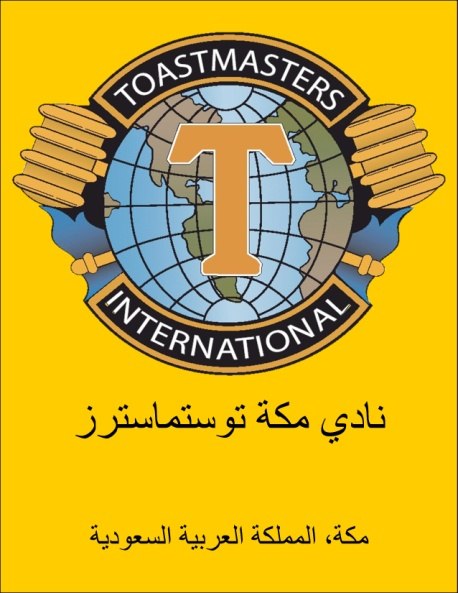 TOASTMASTERS
T
INTERNATIONAL
نادي مكة توستماسترز
مكة، المملكة العربية السعودية